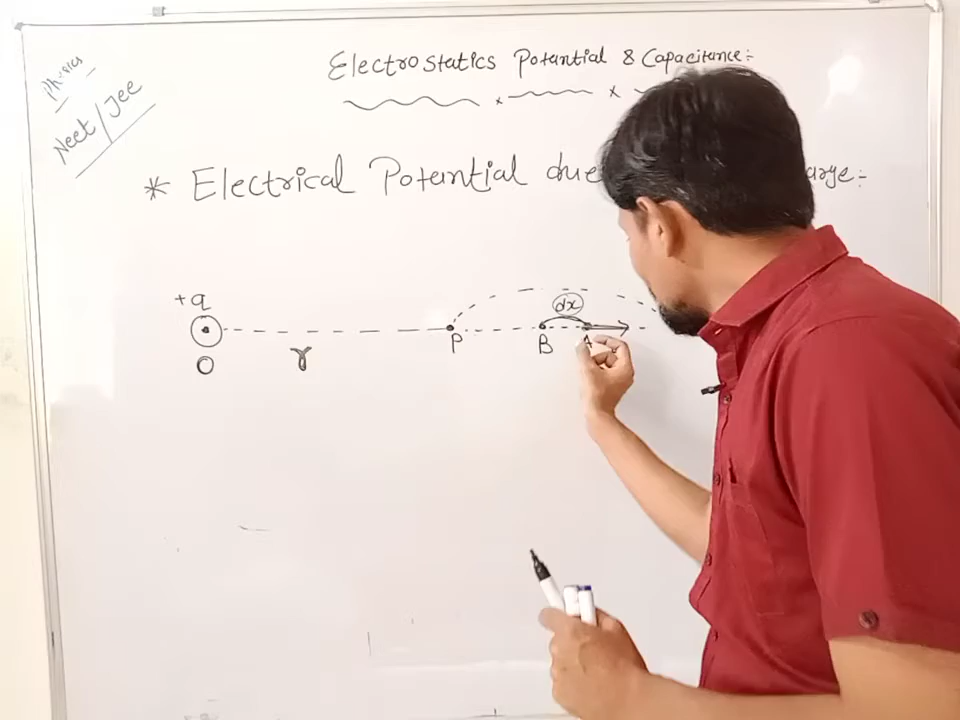 Physics
Neet/Jee
Electrostatics Potential & Capacitance:-
* Electrical Potential due arge:-
+q
dx
P B A
O
r